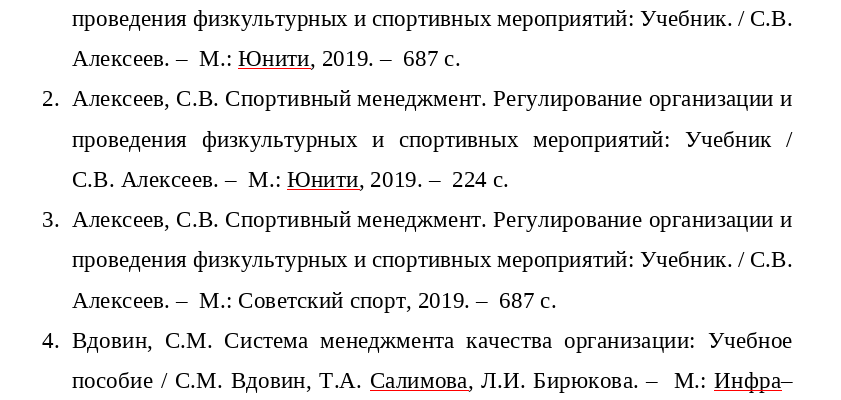 проведения физкультурных и спортивных мероприятий: Учебник. / С.В.
Алексеев. – М.: Юнити, 2019. – 687 с.
2. Алексеев, С.В. Спортивный менеджмент. Регулирование организации и
проведения физкультурных и спортивных мероприятий: Учебник /
С.В. Алексеев. – М.: Юнити, 2019. – 224 с.
3. Алексеев, С.В. Спортивный менеджмент. Регулирование организации и
проведения физкультурных и спортивных мероприятий: Учебник. / С.В.
Алексеев. – М.: Советский спорт, 2019. – 687 с.
4. Вдовин, С.М. Система менеджмента качества организации: Учебное
пособие / С.М. Вдовин, Т.А. Салимова, Л.И. Бирюкова. – М.: Инфра–